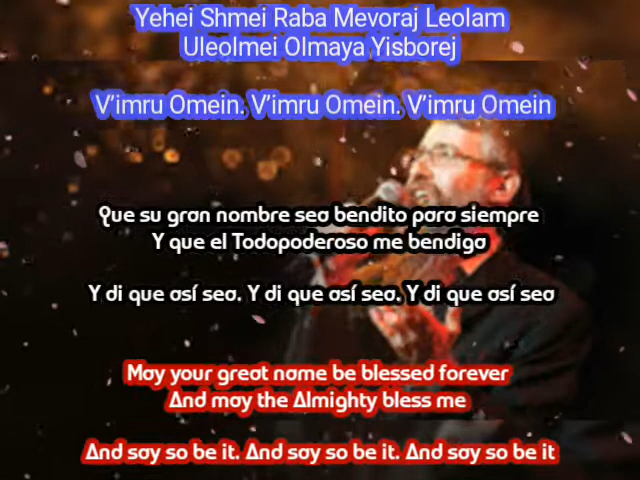 Yehei Shmei Raba Mevoraj Leolam
Uleolmei Olmaya Yisborej
V'imru Omein. V'imru Omein. V'imru Omein
Que su gran nombre sea bendito para siempre
Y que el Todopoderoso me bendiga
Y di que así sea. Y di que así sea. Y di que así sea
May your great name be blessed forever
And may the Almighty bless me
And say so be it. And say so be it. And say so be it